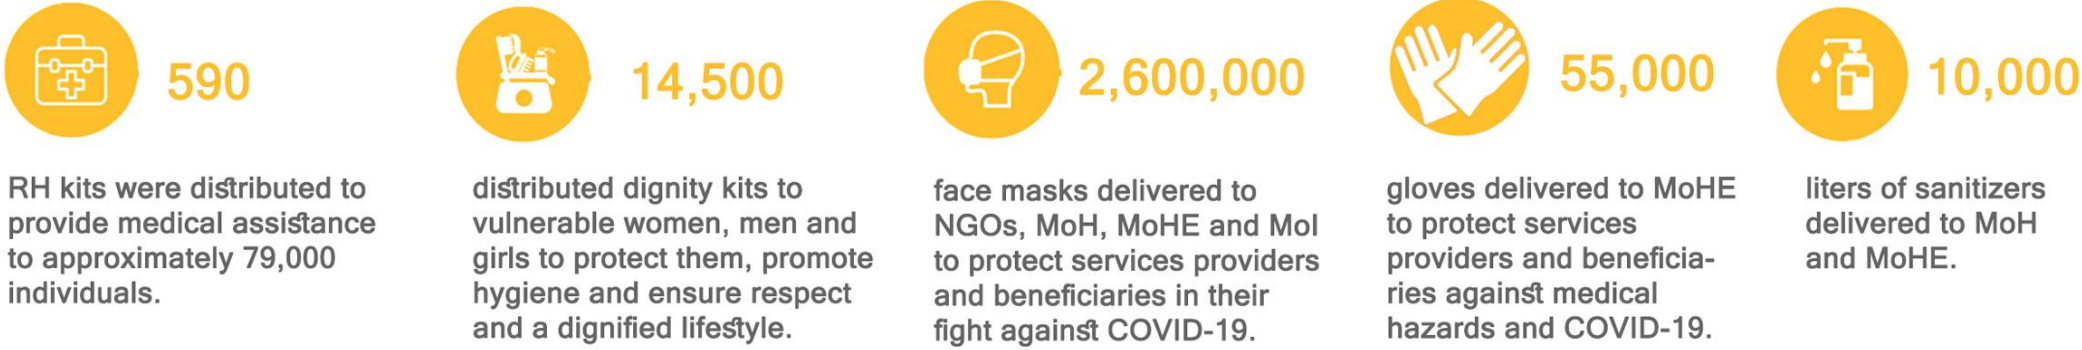 590
RH kits were distributed to
provide medical assistance
to approximately 79,000
individuals.
14,500
distributed dignity kits to
vulnerable women, men and
girls to protect them, promote
hygiene and ensure respect
and a dignified lifestyle.
2,600,000
face masks delivered to
NGOs, MoH, MoHE and MoI
to protect services providers
and beneficiaries in their
fight against COVID-19.
55,000
gloves delivered to MoHE
to protect services
providers and beneficia-
ries against medical
hazards and COVID-19.
10,000
liters of sanitizers
delivered to MoH
and MoHE.